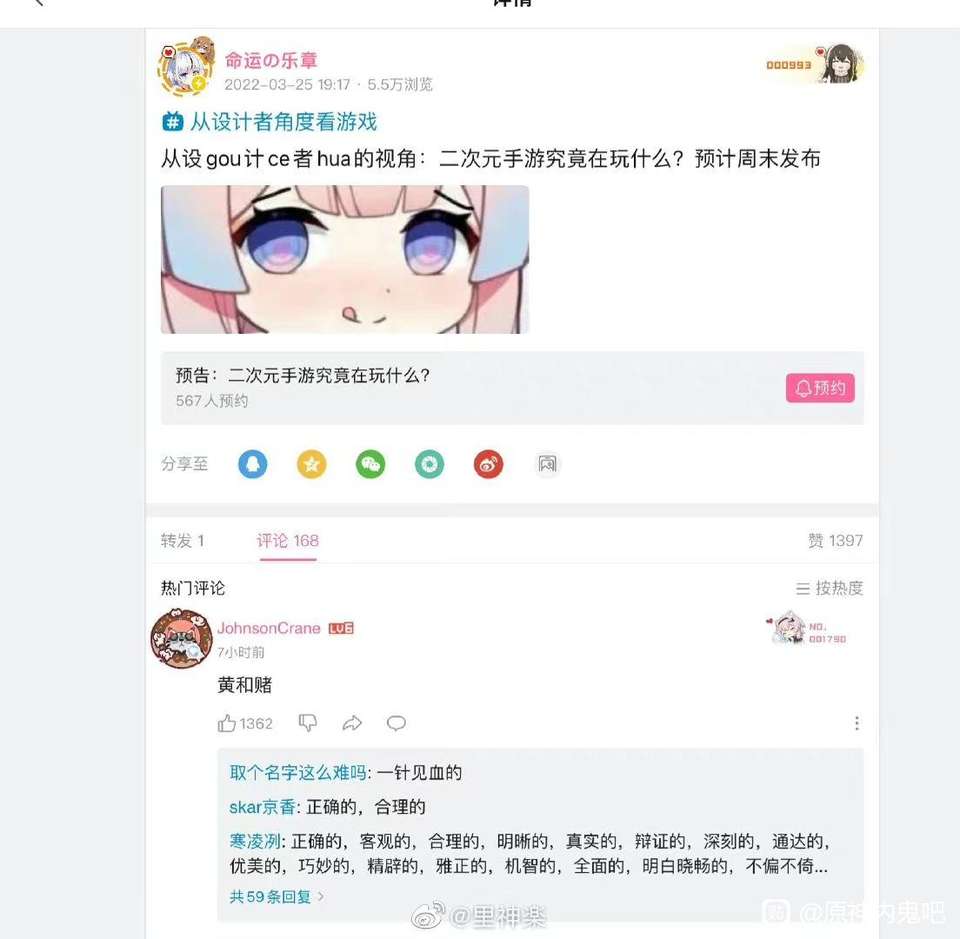 详情
命运の乐章
000993
2022-03-25 19:17 · 5.5万浏览
# 从设计者角度看游戏
从设gou计ce者hua的视角：二次元手游究竟在玩什么？预计周末发布
预告：二次元手游究竟在玩什么？
567人预约
预约
分享至
转发 1
评论 168
赞 1397
热门评论
按热度
JohnsonCrane LV6
NO.
001790
7小时前
黄和赌
1362
取个名字这么难吗: 一针见血的
skar京香: 正确的，合理的
寒凌冽: 正确的，客观的，合理的，明晰的，真实的，辩证的，深刻的，通达的，
优美的，巧妙的，精辟的，雅正的，机智的，全面的，明白晓畅的，不偏不倚...
共59条回复 >
@里神楽
贴 @原神内鬼吧